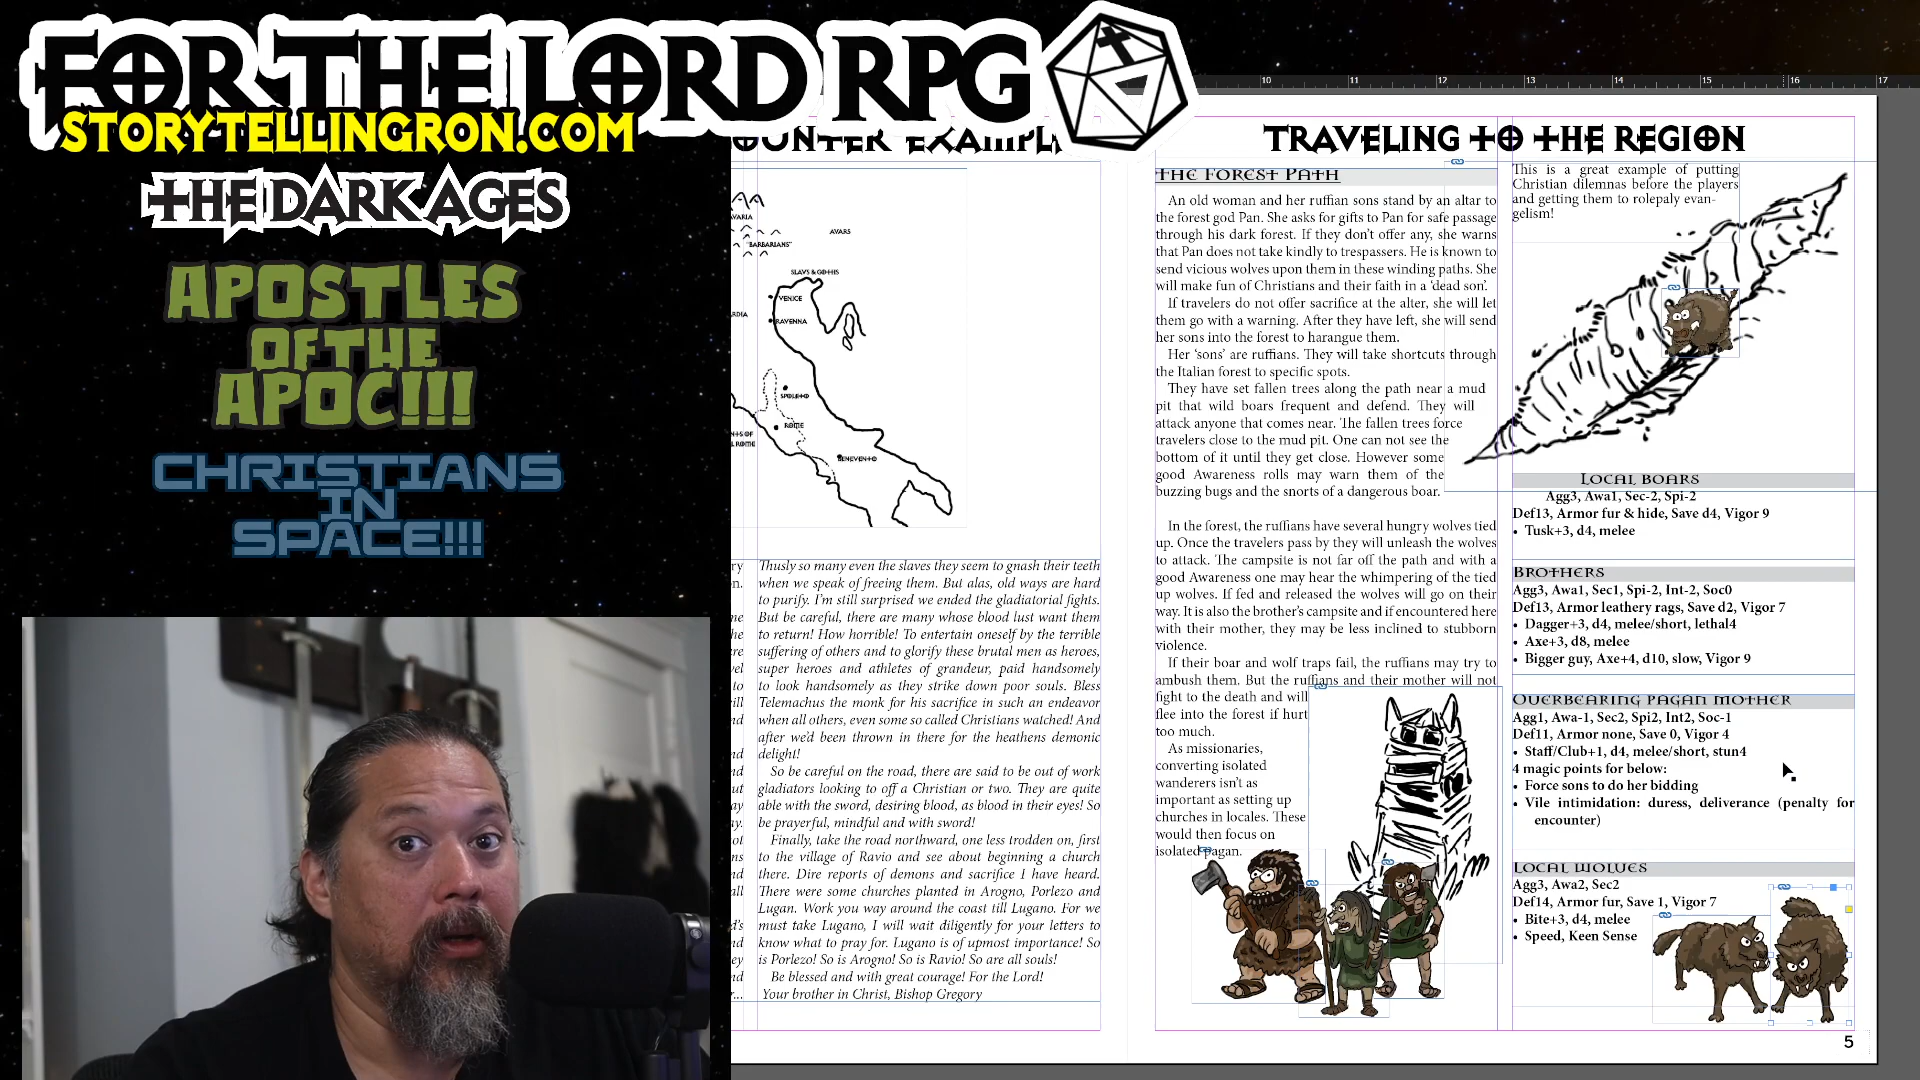 FOR THE LORD RPG
STORYTELLINGRON.COM
THE DARK AGES
APOSTLES
OF THE
APOC!!!
CHRISTIANS
IN
SPACE!!!
10 11 12 13 14 15 16 17
AVARS
"BARBARIANS"
SLAVS & GOTHS
VENICE
RAVENNA
SPOLETO
ROME
BENEVENTO
Thusly so many even the slaves they seem to gnash their teeth
when we speak of freeing them. But alas, old ways are hard
to purify. I'm still surprised we ended the gladiatorial fights.
But be careful, there are many whose blood lust want them
to return! How horrible! To entertain oneself by the terrible
suffering of others and to glorify these brutal men as heroes,
super heroes and athletes of grandeur, paid handsomely
to look handsomely as they strike down poor souls. Bless
Telemachus the monk for his sacrifice in such an endeavor
when all others, even some so called Christians watched! And
after we'd been thrown in there for the heathens demonic
delight!
So be careful on the road, there are said to be out of work
gladiators looking to off a Christian or two. They are quite
able with the sword, desiring blood, as blood in their eyes! So
be prayerful, mindful and with sword!
Finally, take the road northward, one less trodden on, first
to the village of Ravio and see about beginning a church
there. Dire reports of demons and sacrifice I have heard.
There were some churches planted in Arogno, Porlezo and
Lugan. Work you way around the coast till Lugano. For we
must take Lugano, I will wait diligently for your letters to
know what to pray for. Lugano is of upmost importance! So
is Porlezo! So is Arogno! So is Ravio! So are all souls!
Be blessed and with great courage! For the Lord!
Your brother in Christ, Bishop Gregory
TRAVELING TO THE REGION
THE FOREST PATH
An old woman and her ruffian sons stand by an altar to
the forest god Pan. She asks for gifts to Pan for safe passage
through his dark forest. If they don't offer any, she warns
that Pan does not take kindly to trespassers. He is known to
send vicious wolves upon them in these winding paths. She
will make fun of Christians and their faith in a 'dead son'.
If travelers do not offer sacrifice at the alter, she will let
them go with a warning. After they have left, she will send
her sons into the forest to harangue them.
Her 'sons' are ruffians. They will take shortcuts through
the Italian forest to specific spots.
They have set fallen trees along the path near a mud
pit that wild boars frequent and defend. They will
attack anyone that comes near. The fallen trees force
travelers close to the mud pit. One can not see the
bottom of it until they get close. However some
good Awareness rolls may warn them of the
buzzing bugs and the snorts of a dangerous boar.
In the forest, the ruffians have several hungry wolves tied
up. Once the travelers pass by they will unleash the wolves
to attack. The campsite is not far off the path and with a
good Awareness one may hear the whimpering of the tied
up wolves. If fed and released the wolves will go on their
way. It is also the brother's campsite and if encountered here
with their mother, they may be less inclined to stubborn
violence.
If their boar and wolf traps fail, the ruffians may try to
ambush them. But the ruffians and their mother will not
fight to the death and will
flee into the forest if hurt
too much.
As missionaries,
converting isolated
wanderers isn't as
important as setting up
churches in locales. These
would then focus on
isolated pagan.
This is a great example of putting
Christian dilemnas before the players
and getting them to rolepaly evan-
gelism!
LOCAL BOARS
Agg3, Awa1, Sec-2, Spi-2
Def13, Armor fur & hide, Save d4, Vigor 9
• Tusk+3, d4, melee
BROTHERS
Agg3, Awa1, Sec1, Spi-2, Int-2, Soc0
Def13, Armor leathery rags, Save d2, Vigor 7
• Dagger+3, d4, melee/short, lethal4
• Axe+3, d8, melee
• Bigger guy, Axe+4, d10, slow, Vigor 9
OVERBEARING PAGAN MOTHER
Agg1, Awa-1, Sec2, Spi2, Int2, Soc-1
Def11, Armor none, Save 0, Vigor 4
• Staff/Club+1, d4, melee/short, stun4
4 magic points for below:
• Force sons to do her bidding
• Vile intimidation: duress, deliverance (penalty for
encounter)
LOCAL WOLVES
Agg3, Awa2, Sec2
Def14, Armor fur, Save 1, Vigor 7
• Bite+3, d4, melee
• Speed, Keen Sense
5